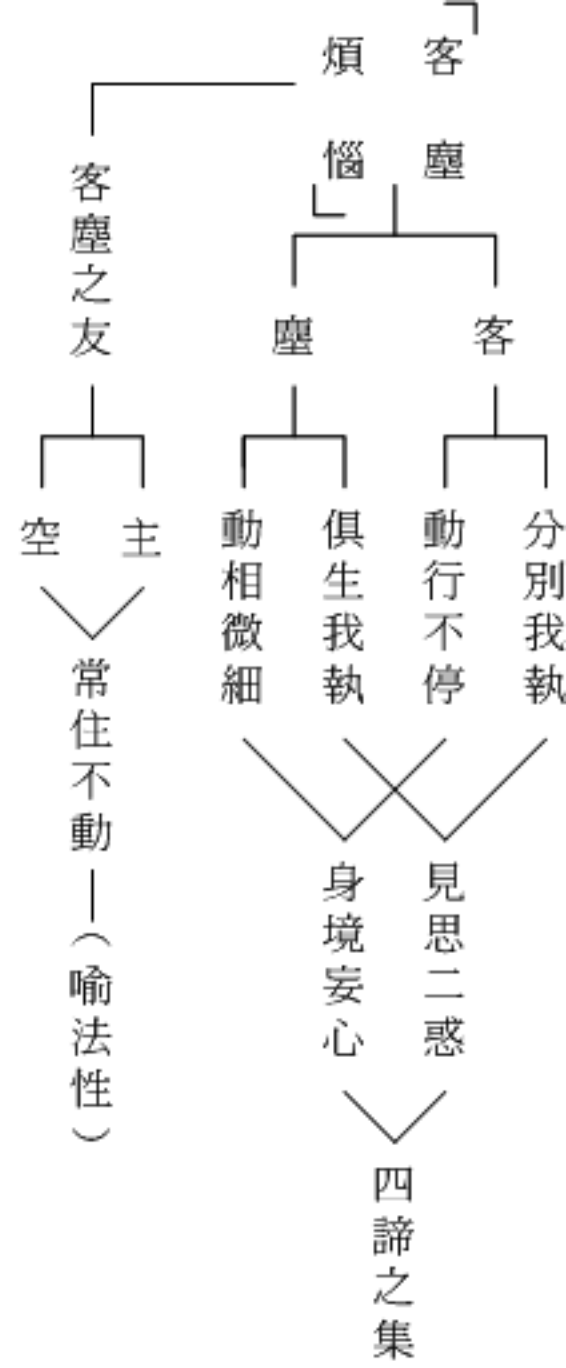 「客塵
煩惱」
客
塵
客塵之友
分別我執
動行不停
俱生我執
動相微細
主
空
見思二惑
身境妄心
常住不動
（喻法性）
四諦之集